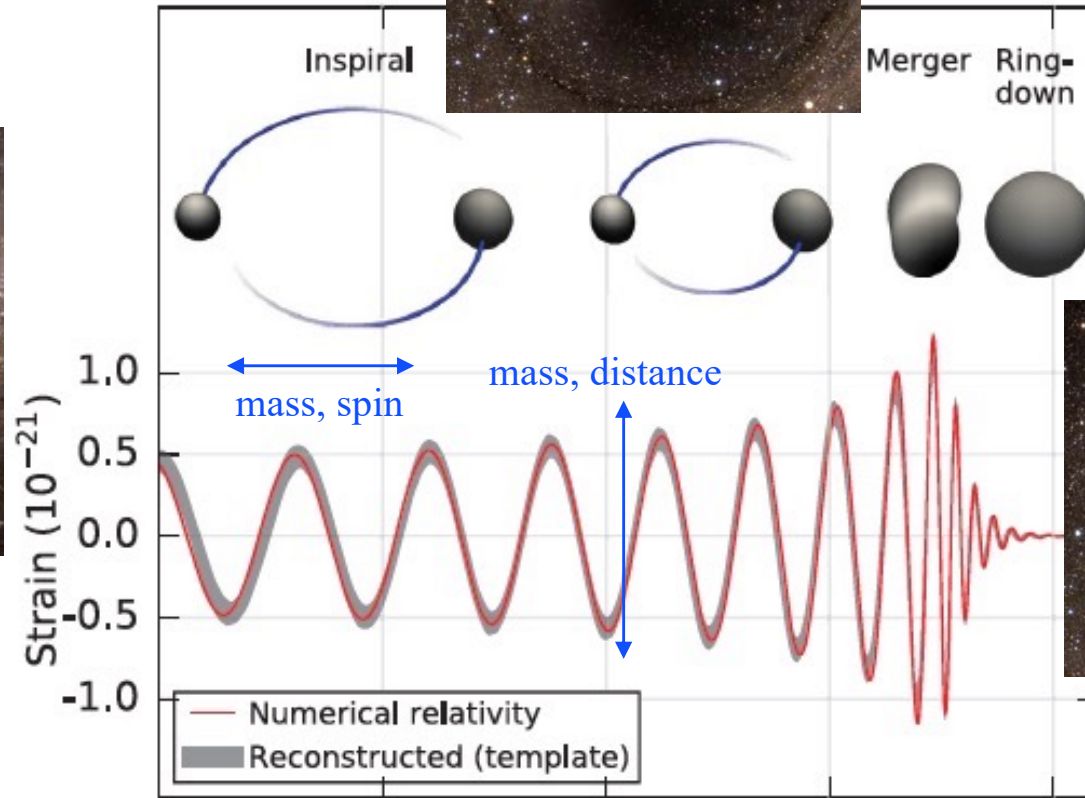 Inspiral
Merger
Ring-
down
mass, distance
mass, spin
Strain (10⁻²¹)
1.0
0.5
0.0
-0.5
-1.0
Numerical relativity
Reconstructed (template)